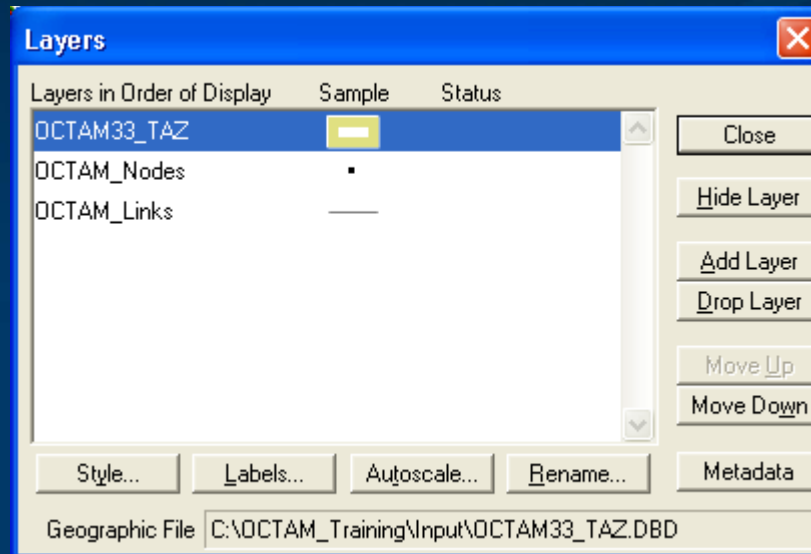 Layers
Layers in Order of Display Sample Status
OCTAM33_TAZ
OCTAM_Nodes
OCTAM_Links
Close
Hide Layer
Add Layer
Drop Layer
Move Up
Move Down
Style... Labels... Autoscale... Rename... Metadata
Geographic File C:\OCTAM_Training\Input\OCTAM33_TAZ.DBD